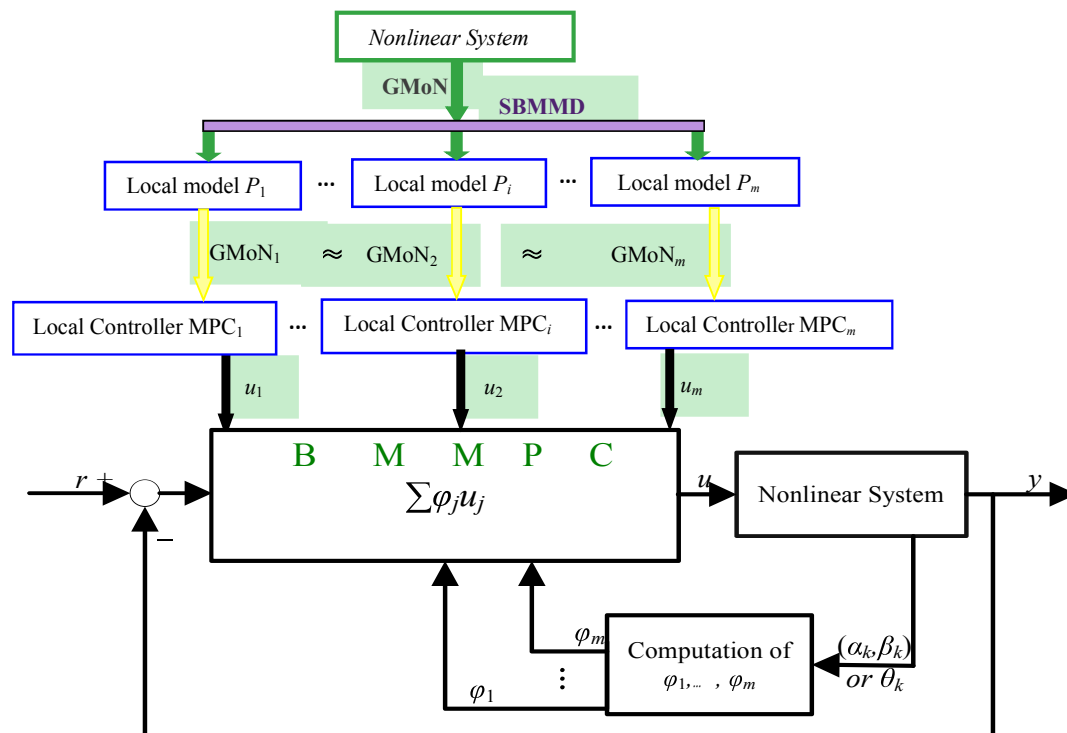 Nonlinear System
GMoN
SBMMD
Local model P₁ ... Local model Pᵢ ... Local model Pₘ
GMoN₁ ≈ GMoN₂ ≈ GMoNₘ
Local Controller MPC₁ ... Local Controller MPCᵢ ... Local Controller MPCₘ
u₁ u₂ uₘ
B M M P C
r + ∑φⱼuⱼ u Nonlinear System y
−
φₘ Computation of (αₖ,βₖ)
⋮ φ₁,... , φₘ or θₖ
φ₁